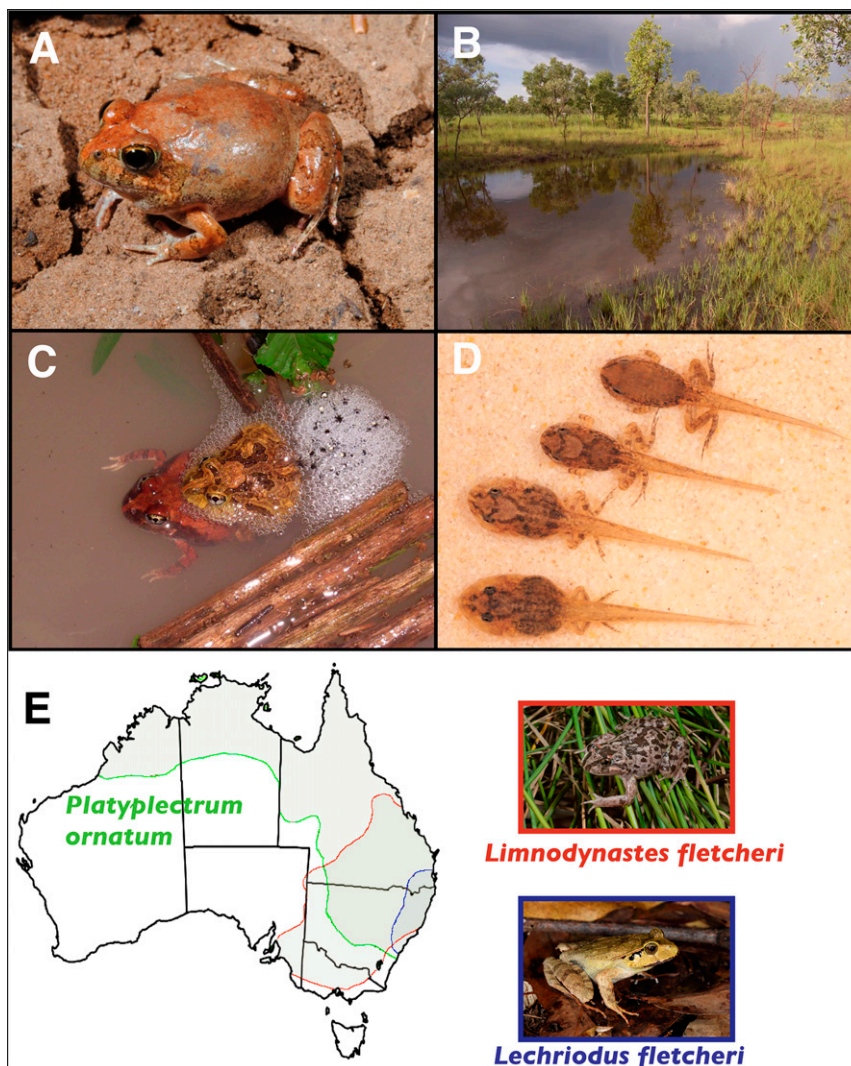 A
B
C
D
E
Platyplectrum
ornatum
Limnodynastes fletcheri
Lechriodus fletcheri